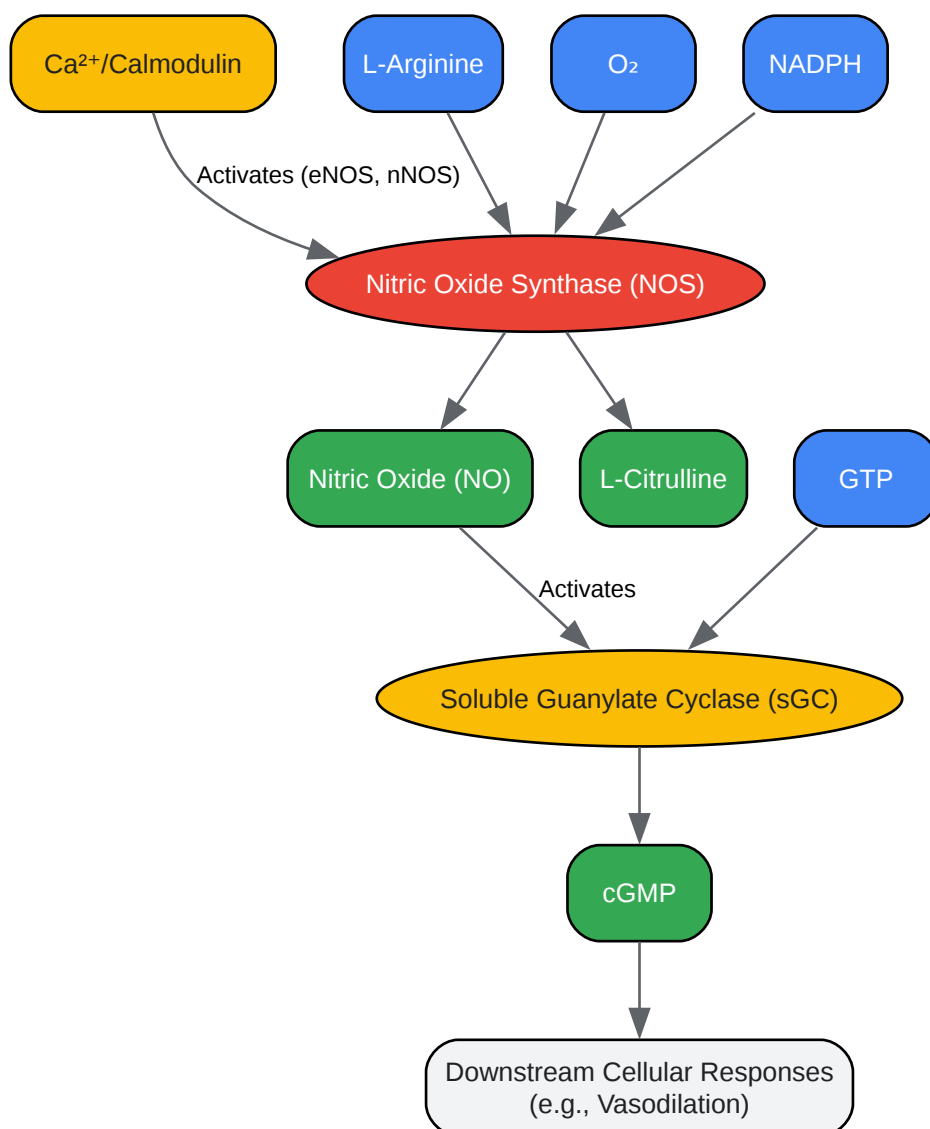 Ca²⁺/Calmodulin
L-Arginine
O₂
NADPH
Activates (eNOS, nNOS)
Nitric Oxide Synthase (NOS)
Nitric Oxide (NO)
L-Citrulline
GTP
Activates
Soluble Guanylate Cyclase (sGC)
cGMP
Downstream Cellular Responses
(e.g., Vasodilation)